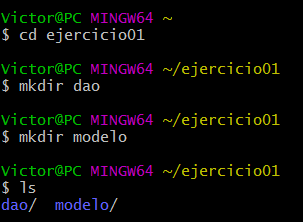 Victor@PC MINGW64 ~
$ cd ejercicio01
Victor@PC MINGW64 ~/ejercicio01
$ mkdir dao
Victor@PC MINGW64 ~/ejercicio01
$ mkdir modelo
Victor@PC MINGW64 ~/ejercicio01
$ ls
dao/  modelo/